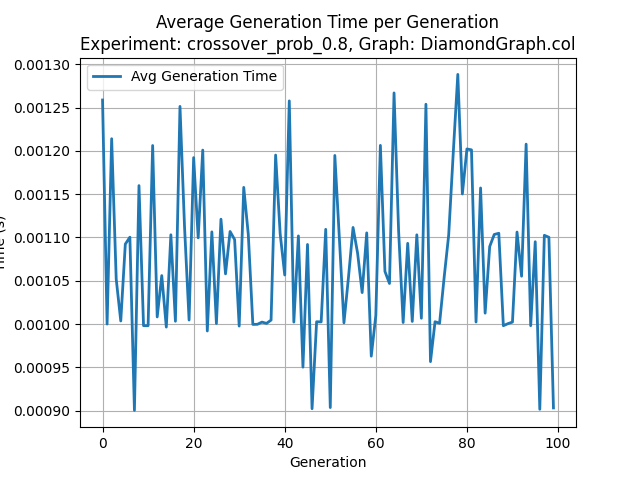 Average Generation Time per Generation
Experiment: crossover_prob_0.8, Graph: DiamondGraph.col
Avg Generation Time
0.00130
0.00125
0.00120
0.00115
0.00110
0.00105
0.00100
0.00095
0.00090
Time (s)
0 20 40 60 80 100
Generation